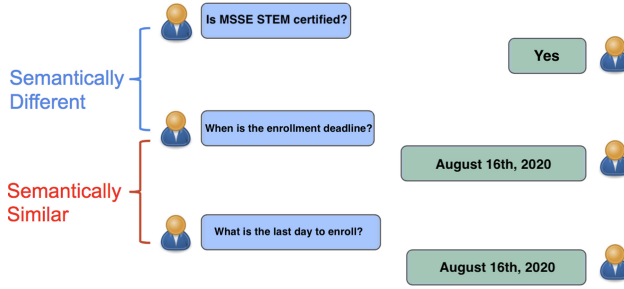 Is MSSE STEM certified?
Yes
Semantically
Different
When is the enrollment deadline?
August 16th, 2020
Semantically
Similar
What is the last day to enroll?
August 16th, 2020